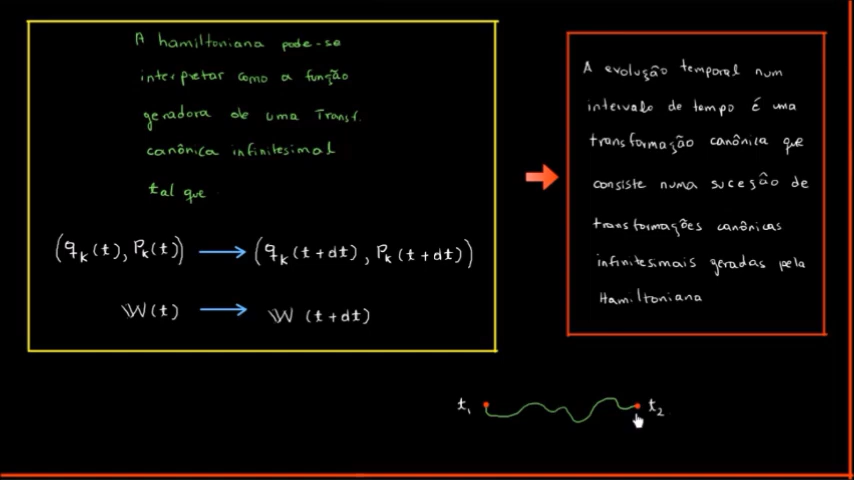 A hamiltoniana pode-se
interpretar como a função
geradora de uma Transf.
canônica infinitesimal
tal que
(q_k(t), P_k(t)) → (q_k(t+dt), P_k(t+dt))
W(t) → W(t+dt)
A evolução temporal num
intervalo de tempo é uma
transformação canônica que
consiste numa suceşão de
transformações canônicas
infinitesimais geradas pela
Hamiltoniana
t₁ t₂